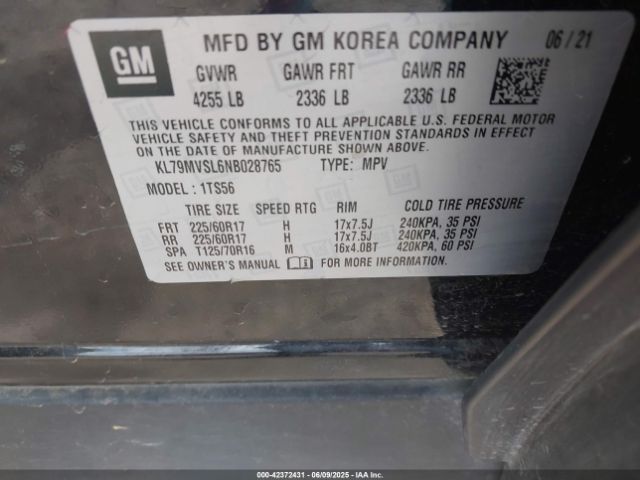 GM
MFD BY GM KOREA COMPANY 06/21
GVWR GAWR FRT GAWR RR
4255 LB 2336 LB 2336 LB
THIS VEHICLE CONFORMS TO ALL APPLICABLE U.S. FEDERAL MOTOR
VEHICLE SAFETY AND THEFT PREVENTION STANDARDS IN EFFECT
ON THE DATE OF MANUFACTURE SHOWN ABOVE.
KL79MVSL6NB028765 TYPE: MPV
MODEL: 1TS56
TIRE SIZE SPEED RTG RIM COLD TIRE PRESSURE
FRT 225/60R17 H 17x7.5J 240KPA, 35 PSI
RR 225/60R17 H 17x7.5J 240KPA, 35 PSI
SPA T125/70R16 M 16x4.0BT 420KPA, 60 PSI
SEE OWNER'S MANUAL FOR MORE INFORMATION.
000-42372431 - 06/09/2025 - IAAI.COM